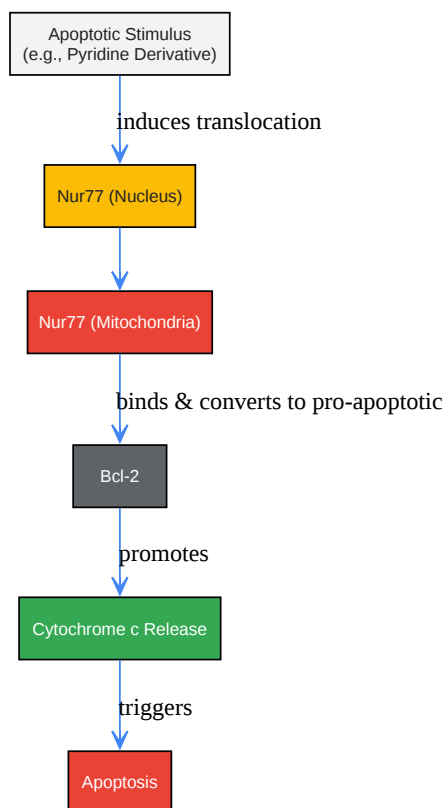 Apoptotic Stimulus
(e.g., Pyridine Derivative)
induces translocation
Nur77 (Nucleus)
Nur77 (Mitochondria)
binds & converts to pro-apoptotic
Bcl-2
promotes
Cytochrome c Release
triggers
Apoptosis